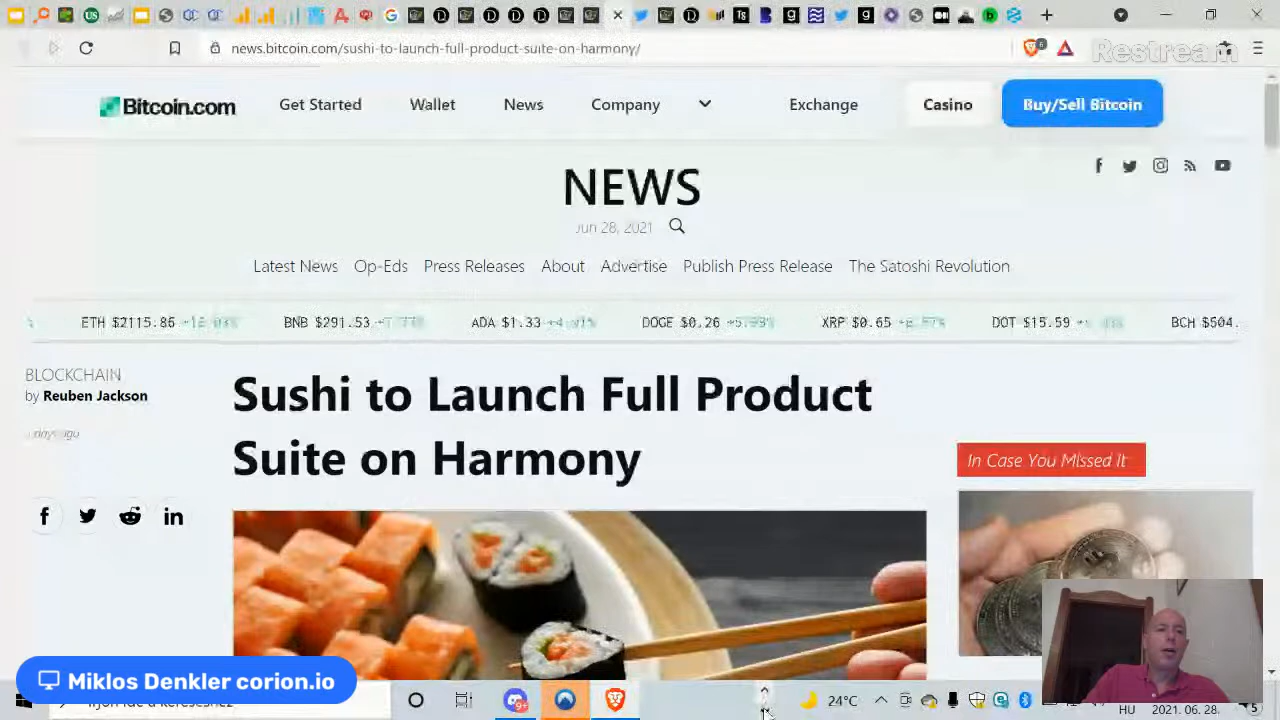 news.bitcoin.com/sushi-to-launch-full-product-suite-on-harmony/
6
Restream
Bitcoin.com
Get Started
Wallet
News
Company
Exchange
Casino
Buy/Sell Bitcoin
NEWS
Jun 28, 2021
Latest News
Op-Eds
Press Releases
About
Advertise
Publish Press Release
The Satoshi Revolution
ETH $2115.86
BNB $291.53
ADA $1.33
DOGE $0.26
XRP $0.65
DOT $15.59
BCH $504.
BLOCKCHAIN
by Reuben Jackson
days ago
Sushi to Launch Full Product
Suite on Harmony
In Case You Missed It
Miklos Denkler corion.io
9+
24°C
HU
2021. 06. 28.